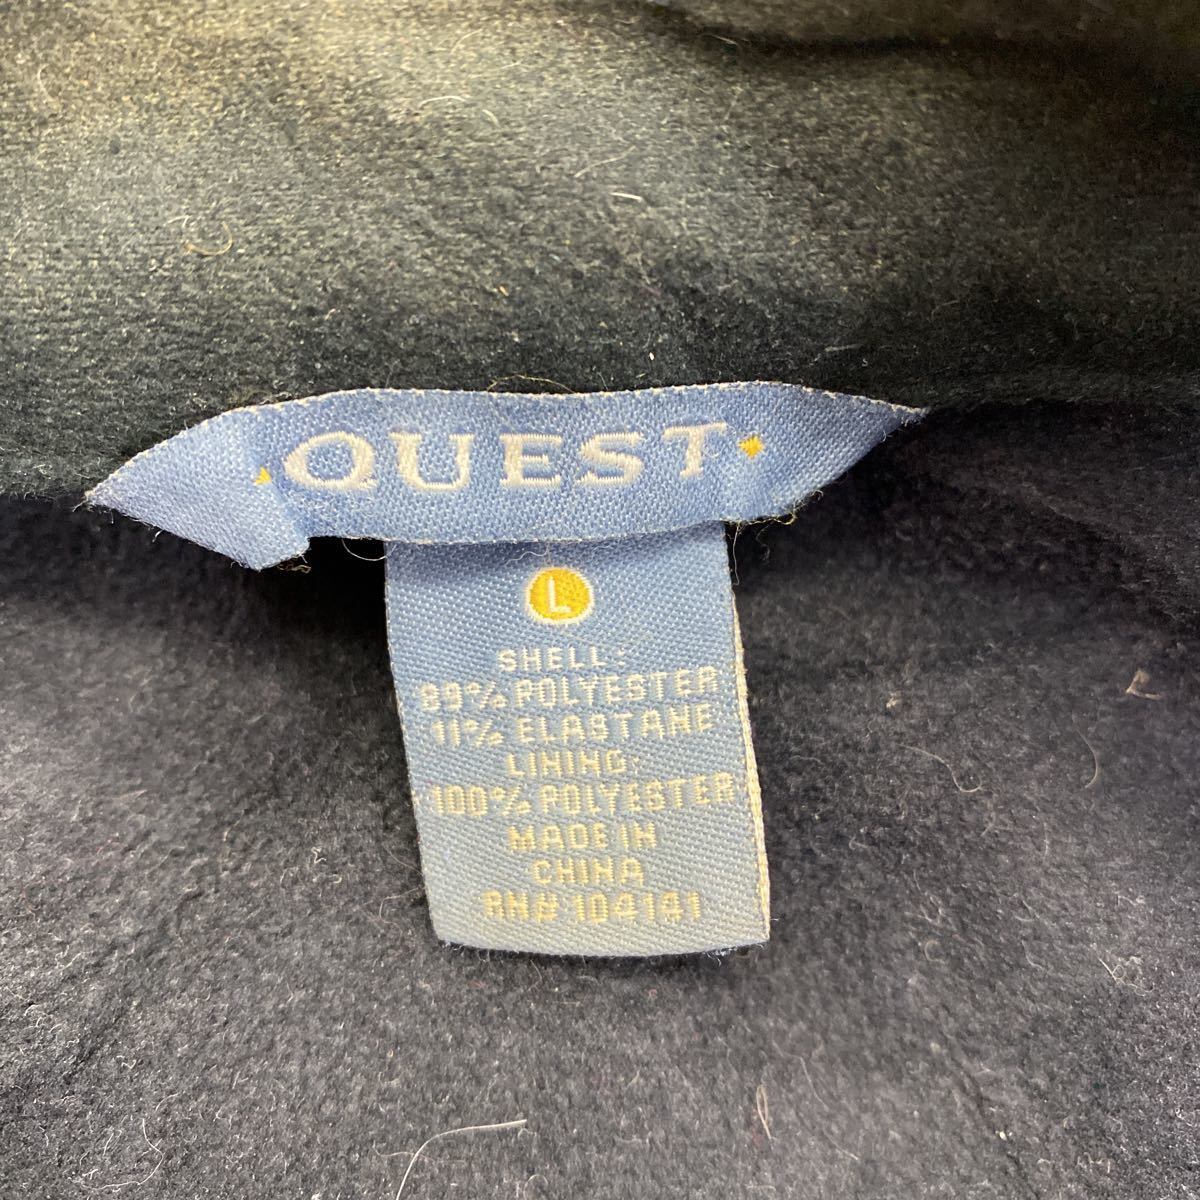 QUEST
L
SHELL:
89% POLYESTER
11% ELASTANE
LINING:
100% POLYESTER
MADE IN
CHINA
RN# 104141